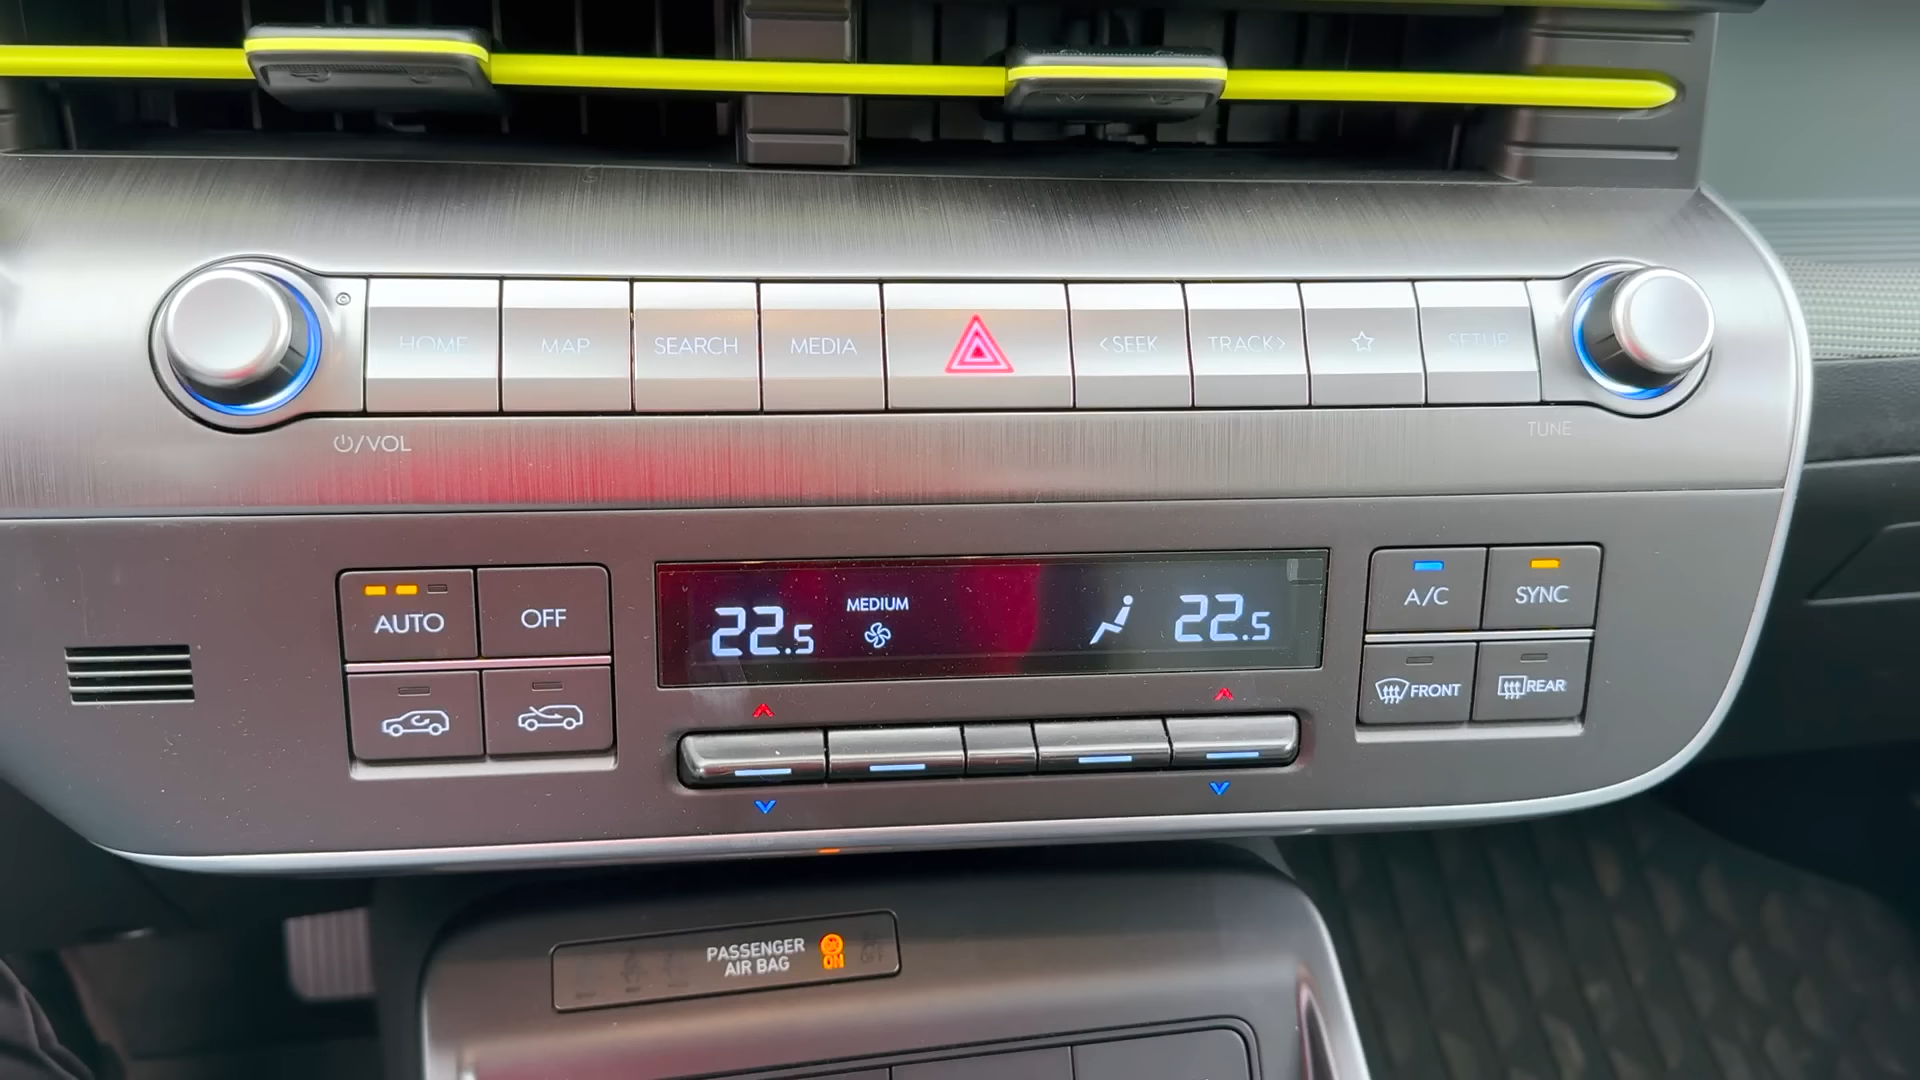 HOME
MAP
SEARCH
MEDIA
<SEEK
TRACK>
SETUP
/VOL
TUNE
AUTO
OFF
22.5
MEDIUM
22.5
A/C
SYNC
FRONT
REAR
PASSENGER
AIR BAG
ON
OFF